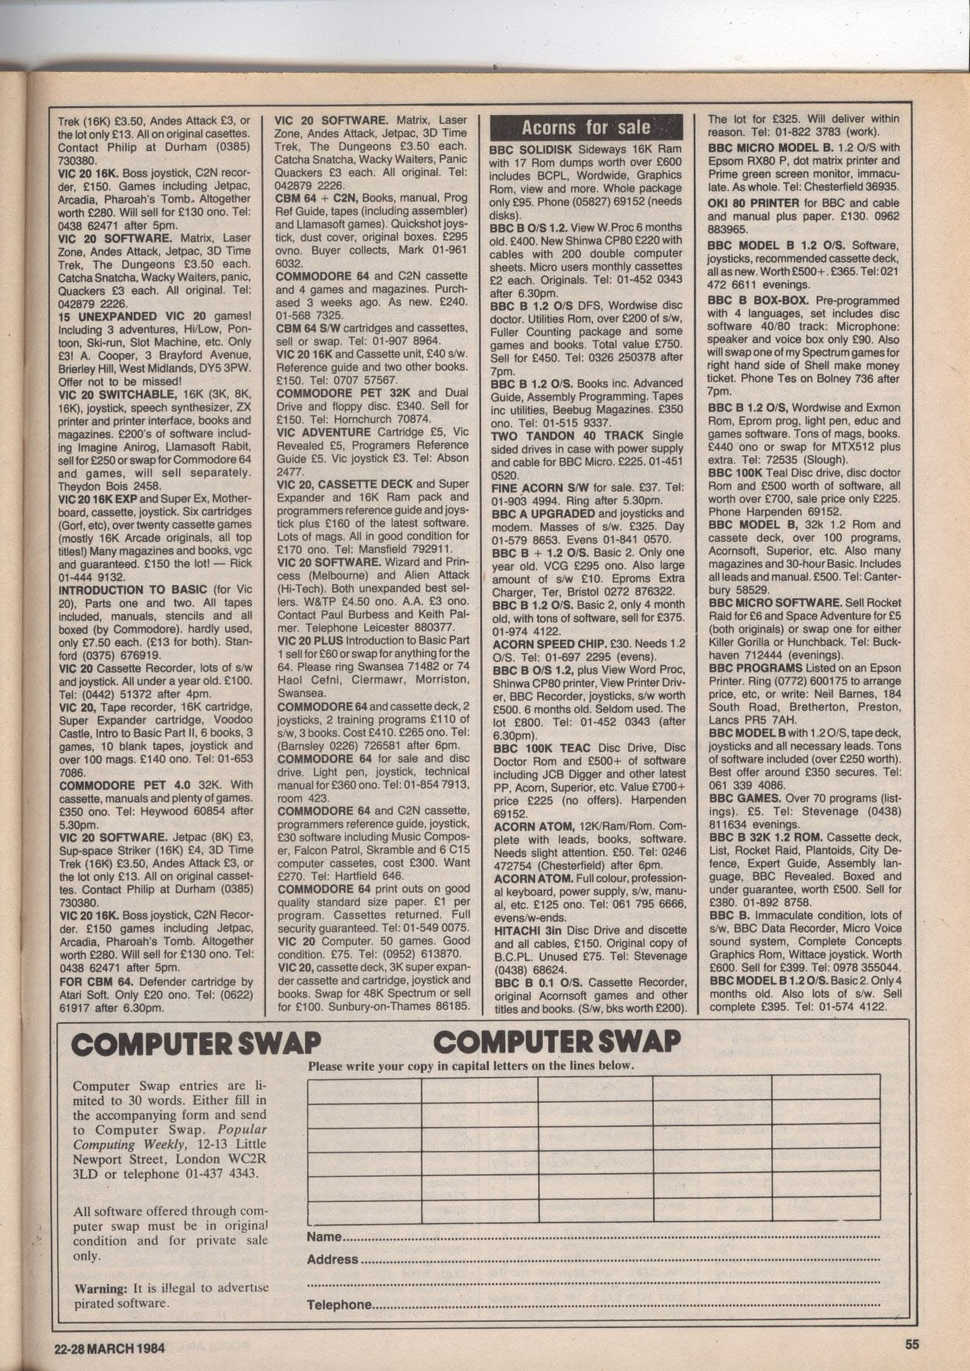 Trek (16K) £3.50, Andes Attack £3, or
the lot only £13. All on original casettes.
Contact Philip at Durham (0385)
730380.
VIC 20 16K. Boss joystick, C2N recor-
der, £150. Games including Jetpac,
Arcadia, Pharoah's Tomb. Altogether
worth £280. Will sell for £130 ono. Tel:
0438 62471 after 5pm.
VIC 20 SOFTWARE. Matrix, Laser
Zone, Andes Attack, Jetpac, 3D Time
Trek, The Dungeons £3.50 each.
Catcha Snatcha, Wacky Waiters, panic,
Quackers £3 each. All original. Tel:
042879 2226.
15 UNEXPANDED VIC 20 games!
Including 3 adventures, Hi/Low, Pon-
toon, Ski-run, Slot Machine, etc. Only
£3! A. Cooper, 3 Brayford Avenue,
Brierley Hill, West Midlands, DY5 3PW.
Offer not to be missed!
VIC 20 SWITCHABLE, 16K (3K, 8K,
16K), joystick, speech synthesizer, ZX
printer and printer interface, books and
magazines. £200's of software includ-
ing Imagine Anirog, Llamasoft Rabit,
sell for £250 or swap for Commodore 64
and games, will sell separately.
Theydon Bois 2458.
VIC 20 16K EXP and Super Ex, Mother-
board, cassette, joystick. Six cartridges
(Gorf, etc), over twenty cassette games
(mostly 16K Arcade originals, all top
titles!) Many magazines and books, vgc
and guaranteed. £150 the lot! — Rick
01-444 9132.
INTRODUCTION TO BASIC (for Vic
20), Parts one and two. All tapes
included, manuals, stencils and all
boxed (by Commodore). hardly used,
only £7.50 each. (£13 for both). Stan-
ford (0375) 676919.
VIC 20 Cassette Recorder, lots of s/w
and joystick. All under a year old. £100.
Tel: (0442) 51372 after 4pm.
VIC 20, Tape recorder, 16K cartridge,
Super Expander cartridge, Voodoo
Castle, Intro to Basic Part II, 6 books, 3
games, 10 blank tapes, joystick and
over 100 mags. £140 ono. Tel: 01-653
7086.
COMMODORE PET 4.0 32K. With
cassette, manuals and plenty of games.
£350 ono. Tel: Heywood 60854 after
5.30pm.
VIC 20 SOFTWARE. Jetpac (8K) £3,
Sup-space Striker (16K) £4, 3D Time
Trek (16K) £3.50, Andes Attack £3, or
the lot only £13. All on original casset-
tes. Contact Philip at Durham (0385)
730380.
VIC 20 16K. Boss joystick, C2N Recor-
der. £150 games including Jetpac,
Arcadia, Pharoah's Tomb. Altogether
worth £280. Will sell for £130 ono. Tel:
0438 62471 after 5pm.
FOR CBM 64. Defender cartridge by
Atari Soft. Only £20 ono. Tel: (0622)
61917 after 6.30pm.
VIC 20 SOFTWARE. Matrix, Laser
Zone, Andes Attack, Jetpac, 3D Time
Trek, The Dungeons £3.50 each.
Catcha Snatcha, Wacky Waiters, Panic
Quackers £3 each. All original. Tel:
042879 2226.
CBM 64 + C2N, Books, manual, Prog
Ref Guide, tapes (including assembler)
and Llamasoft games). Quickshot joys-
tick, dust cover, original boxes. £295
ovno. Buyer collects, Mark 01-961
6032.
COMMODORE 64 and C2N cassette
and 4 games and magazines. Purch-
ased 3 weeks ago. As new. £240.
01-568 7325.
CBM 64 S/W cartridges and cassettes,
sell or swap. Tel: 01-907 8964.
VIC 20 16K and Cassette unit, £40 s/w.
Reference guide and two other books.
£150. Tel: 0707 57567.
COMMODORE PET 32K and Dual
Drive and floppy disc. £340. Sell for
£150. Tel: Hornchurch 70874.
VIC ADVENTURE Cartridge £5, Vic
Revealed £5, Programers Reference
Guide £5. Vic joystick £3. Tel: Abson
2477.
VIC 20, CASSETTE DECK and Super
Expander and 16K Ram pack and
programmers reference guide and joys-
tick plus £160 of the latest software.
Lots of mags. All in good condition for
£170 ono. Tel: Mansfield 792911.
VIC 20 SOFTWARE. Wizard and Prin-
cess (Melbourne) and Alien Attack
(Hi-Tech). Both unexpanded best sel-
lers. W&TP £4.50 ono. A.A. £3 ono.
Contact Paul Burbess and Keith Pal-
mer. Telephone Leicester 880377.
VIC 20 PLUS Introduction to Basic Part
1 sell for £60 or swap for anything for the
64. Please ring Swansea 71482 or 74
Haol Cefni, Clermawr, Morriston,
Swansea.
COMMODORE 64 and cassette deck, 2
joysticks, 2 training programs £110 of
s/w, 3 books. Cost £410. £265 ono. Tel:
(Barnsley 0226) 726581 after 6pm.
COMMODORE 64 for sale and disc
drive. Light pen, joystick, technical
manual for £360 ono. Tel: 01-854 7913,
room 423.
COMMODORE 64 and C2N cassette,
programmers reference guide, joystick,
£30 software including Music Compos-
er, Falcon Patrol, Skramble and 6 C15
computer cassetes, cost £300. Want
£270. Tel: Hartfield 646.
COMMODORE 64 print outs on good
quality standard size paper. £1 per
program. Cassettes returned. Full
security guaranteed. Tel: 01-549 0075.
VIC 20 Computer. 50 games. Good
condition. £75. Tel: (0952) 613870.
VIC 20, cassette deck, 3K super expan-
der cassette and cartridge, joystick and
books. Swap for 48K Spectrum or sell
for £100. Sunbury-on-Thames 86185.
Acorns for sale
BBC SOLIDISK Sideways 16K Ram
with 17 Rom dumps worth over £600
includes BCPL, Wordwide, Graphics
Rom, view and more. Whole package
only £95. Phone (05827) 69152 (needs
disks).
BBC B O/S 1.2. View W.Proc 6 months
old. £400. New Shinwa CP80 £220 with
cables with 200 double computer
sheets. Micro users monthly cassettes
£2 each. Originals. Tel: 01-452 0343
after 6.30pm.
BBC B 1.2 O/S DFS, Wordwise disc
doctor. Utilities Rom, over £200 of s/w,
Fuller Counting package and some
games and books. Total value £750.
Sell for £450. Tel: 0326 250378 after
7pm.
BBC B 1.2 O/S. Books inc. Advanced
Guide, Assembly Programming. Tapes
inc utilities, Beebug Magazines. £350
ono. Tel: 01-515 9337.
TWO TANDON 40 TRACK Single
sided drives in case with power supply
and cable for BBC Micro. £225. 01-451
0520.
FINE ACORN S/W for sale. £37. Tel:
01-903 4994. Ring after 5.30pm.
BBC A UPGRADED and joysticks and
modem. Masses of s/w. £325. Day
01-579 8653. Evens 01-841 0570.
BBC B + 1.2 O/S. Basic 2. Only one
year old. VCG £295 ono. Also large
amount of s/w £10. Eproms Extra
Charger, Ter, Bristol 0272 876322.
BBC B 1.2 O/S. Basic 2, only 4 month
old, with tons of software, sell for £375.
01-974 4122.
ACORN SPEED CHIP. £30. Needs 1.2
O/S. Tel: 01-697 2295 (evens).
BBC B O/S 1.2, plus View Word Proc,
Shinwa CP80 printer, View Printer Driv-
er, BBC Recorder, joysticks, s/w worth
£500. 6 months old. Seldom used. The
lot £800. Tel: 01-452 0343 (after
6.30pm).
BBC 100K TEAC Disc Drive, Disc
Doctor Rom and £500+ of software
including JCB Digger and other latest
PP, Acorn, Superior, etc. Value £700+
price £225 (no offers). Harpenden
69152.
ACORN ATOM, 12K/Ram/Rom. Com-
plete with leads, books, software.
Needs slight attention. £50. Tel: 0246
472754 (Chesterfield) after 6pm.
ACORN ATOM. Full colour, profession-
al keyboard, power supply, s/w, manu-
al, etc. £125 ono. Tel: 061 795 6666,
evens/w-ends.
HITACHI 3in Disc Drive and discette
and all cables, £150. Original copy of
B.C.PL. Unused £75. Tel: Stevenage
(0438) 68624.
BBC B 0.1 O/S. Cassette Recorder,
original Acornsoft games and other
titles and books. (S/w, bks worth £200).
The lot for £325. Will deliver within
reason. Tel: 01-822 3783 (work).
BBC MICRO MODEL B. 1.2 O/S with
Epsom RX80 P, dot matrix printer and
Prime green screen monitor, immacu-
late. As whole. Tel: Chesterfield 36935.
OKI 80 PRINTER for BBC and cable
and manual plus paper. £130. 0962
883965.
BBC MODEL B 1.2 O/S. Software,
joysticks, recommended cassette deck,
all as new. Worth £500+. £365. Tel: 021
472 6611 evenings.
BBC B BOX-BOX. Pre-programmed
with 4 languages, set includes disc
software 40/80 track: Microphone:
speaker and voice box only £90. Also
will swap one of my Spectrum games for
right hand side of Shell make money
ticket. Phone Tes on Bolney 736 after
7pm.
BBC B 1.2 O/S, Wordwise and Exmon
Rom, Eprom prog, light pen, educ and
games software. Tons of mags, books.
£440 ono or swap for MTX512 plus
extra. Tel: 72535 (Slough).
BBC 100K Teal Disc drive, disc doctor
Rom and £500 worth of software, all
worth over £700, sale price only £225.
Phone Harpenden 69152.
BBC MODEL B, 32k 1.2 Rom and
cassete deck, over 100 programs,
Acornsoft, Superior, etc. Also many
magazines and 30-hour Basic. Includes
all leads and manual. £500. Tel: Canter-
bury 58529.
BBC MICRO SOFTWARE. Sell Rocket
Raid for £6 and Space Adventure for £5
(both originals) or swap one for either
Killer Gorilla or Hunchback. Tel: Buck-
haven 712444 (evenings).
BBC PROGRAMS Listed on an Epson
Printer. Ring (0772) 600175 to arrange
price, etc, or write: Neil Barnes, 184
South Road, Bretherton, Preston,
Lancs PR5 7AH.
BBC MODEL B with 1.2 O/S, tape deck,
joysticks and all necessary leads. Tons
of software included (over £250 worth).
Best offer around £350 secures. Tel:
061 339 4086.
BBC GAMES. Over 70 programs (list-
ings). £5. Tel: Stevenage (0438)
811634 evenings.
BBC B 32K 1.2 ROM. Cassette deck,
List, Rocket Raid, Plantoids, City De-
fence, Expert Guide, Assembly lan-
guage, BBC Revealed. Boxed and
under guarantee, worth £500. Sell for
£380. 01-892 8758.
BBC B. Immaculate condition, lots of
s/w, BBC Data Recorder, Micro Voice
sound system, Complete Concepts
Graphics Rom, Wittace joystick. Worth
£600. Sell for £399. Tel: 0978 355044.
BBC MODEL B 1.2 O/S. Basic 2. Only 4
months old. Also lots of s/w. Sell
complete £395. Tel: 01-574 4122.
COMPUTER SWAP
COMPUTER SWAP
Please write your copy in capital letters on the lines below.
Computer Swap entries are li-
mited to 30 words. Either fill in
the accompanying form and send
to Computer Swap. Popular
Computing Weekly, 12-13 Little
Newport Street, London WC2R
3LD or telephone 01-437 4343.
All software offered through com-
puter swap must be in original
condition and for private sale
only.
Warning: It is illegal to advertise
pirated software.
Name
Address
Telephone
22-28 MARCH 1984
55